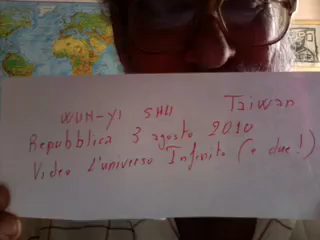 WUN-YI SHU Taiwan
Repubblica 3 agosto 2010
Video L'universo Infinito (e due!)